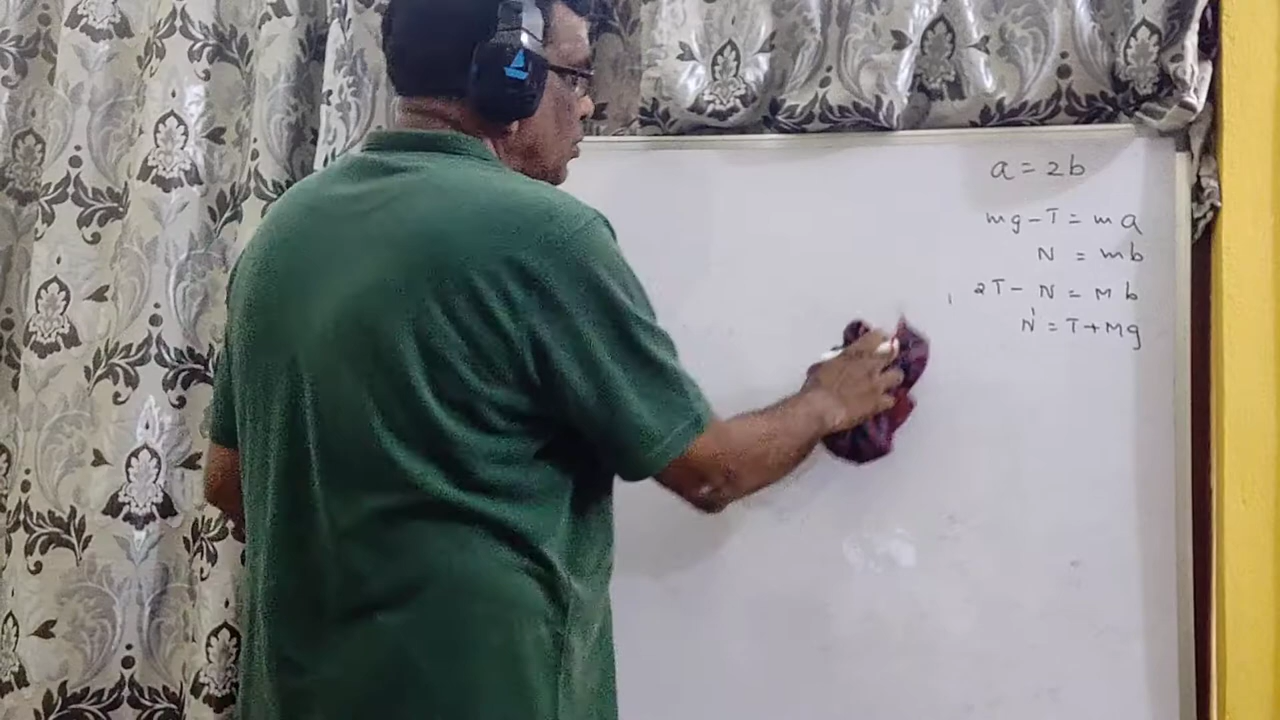 a = 2b
mg - T = ma
N = mb
2T - N = Mb
N' = T + Mg